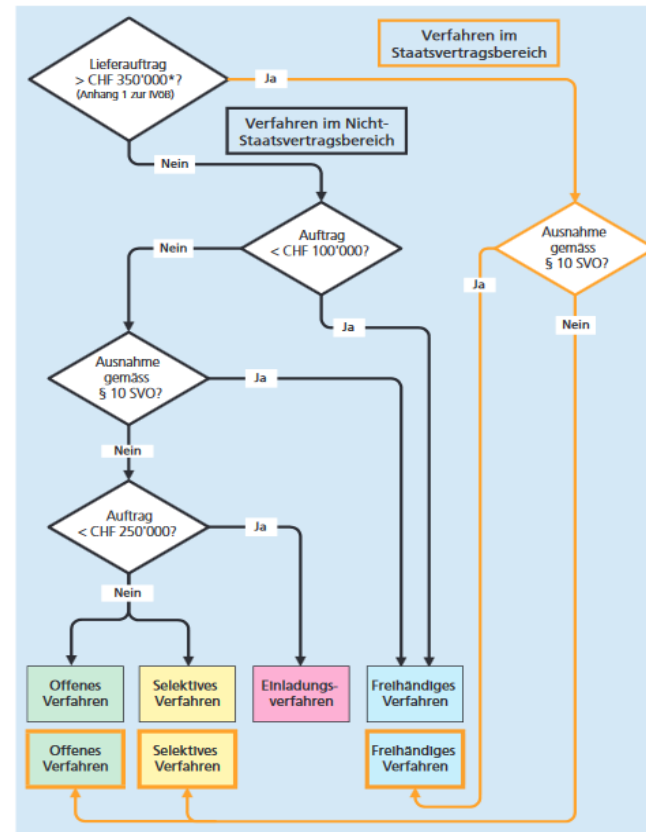 Verfahren im
Staatsvertragsbereich
Lieferauftrag
> CHF 350'000*?
(Anhang 1 zur IVöB)
Ja
Verfahren im Nicht-
Staatsvertragsbereich
Nein
Auftrag
< CHF 100'000?
Nein
Ausnahme
gemäss
§ 10 SVO?
Ja
Nein
Ja
Ausnahme
gemäss
§ 10 SVO?
Ja
Nein
Auftrag
< CHF 250'000?
Ja
Nein
Offenes
Verfahren
Selektives
Verfahren
Einladungs-
verfahren
Freihändiges
Verfahren
Offenes
Verfahren
Selektives
Verfahren
Freihändiges
Verfahren